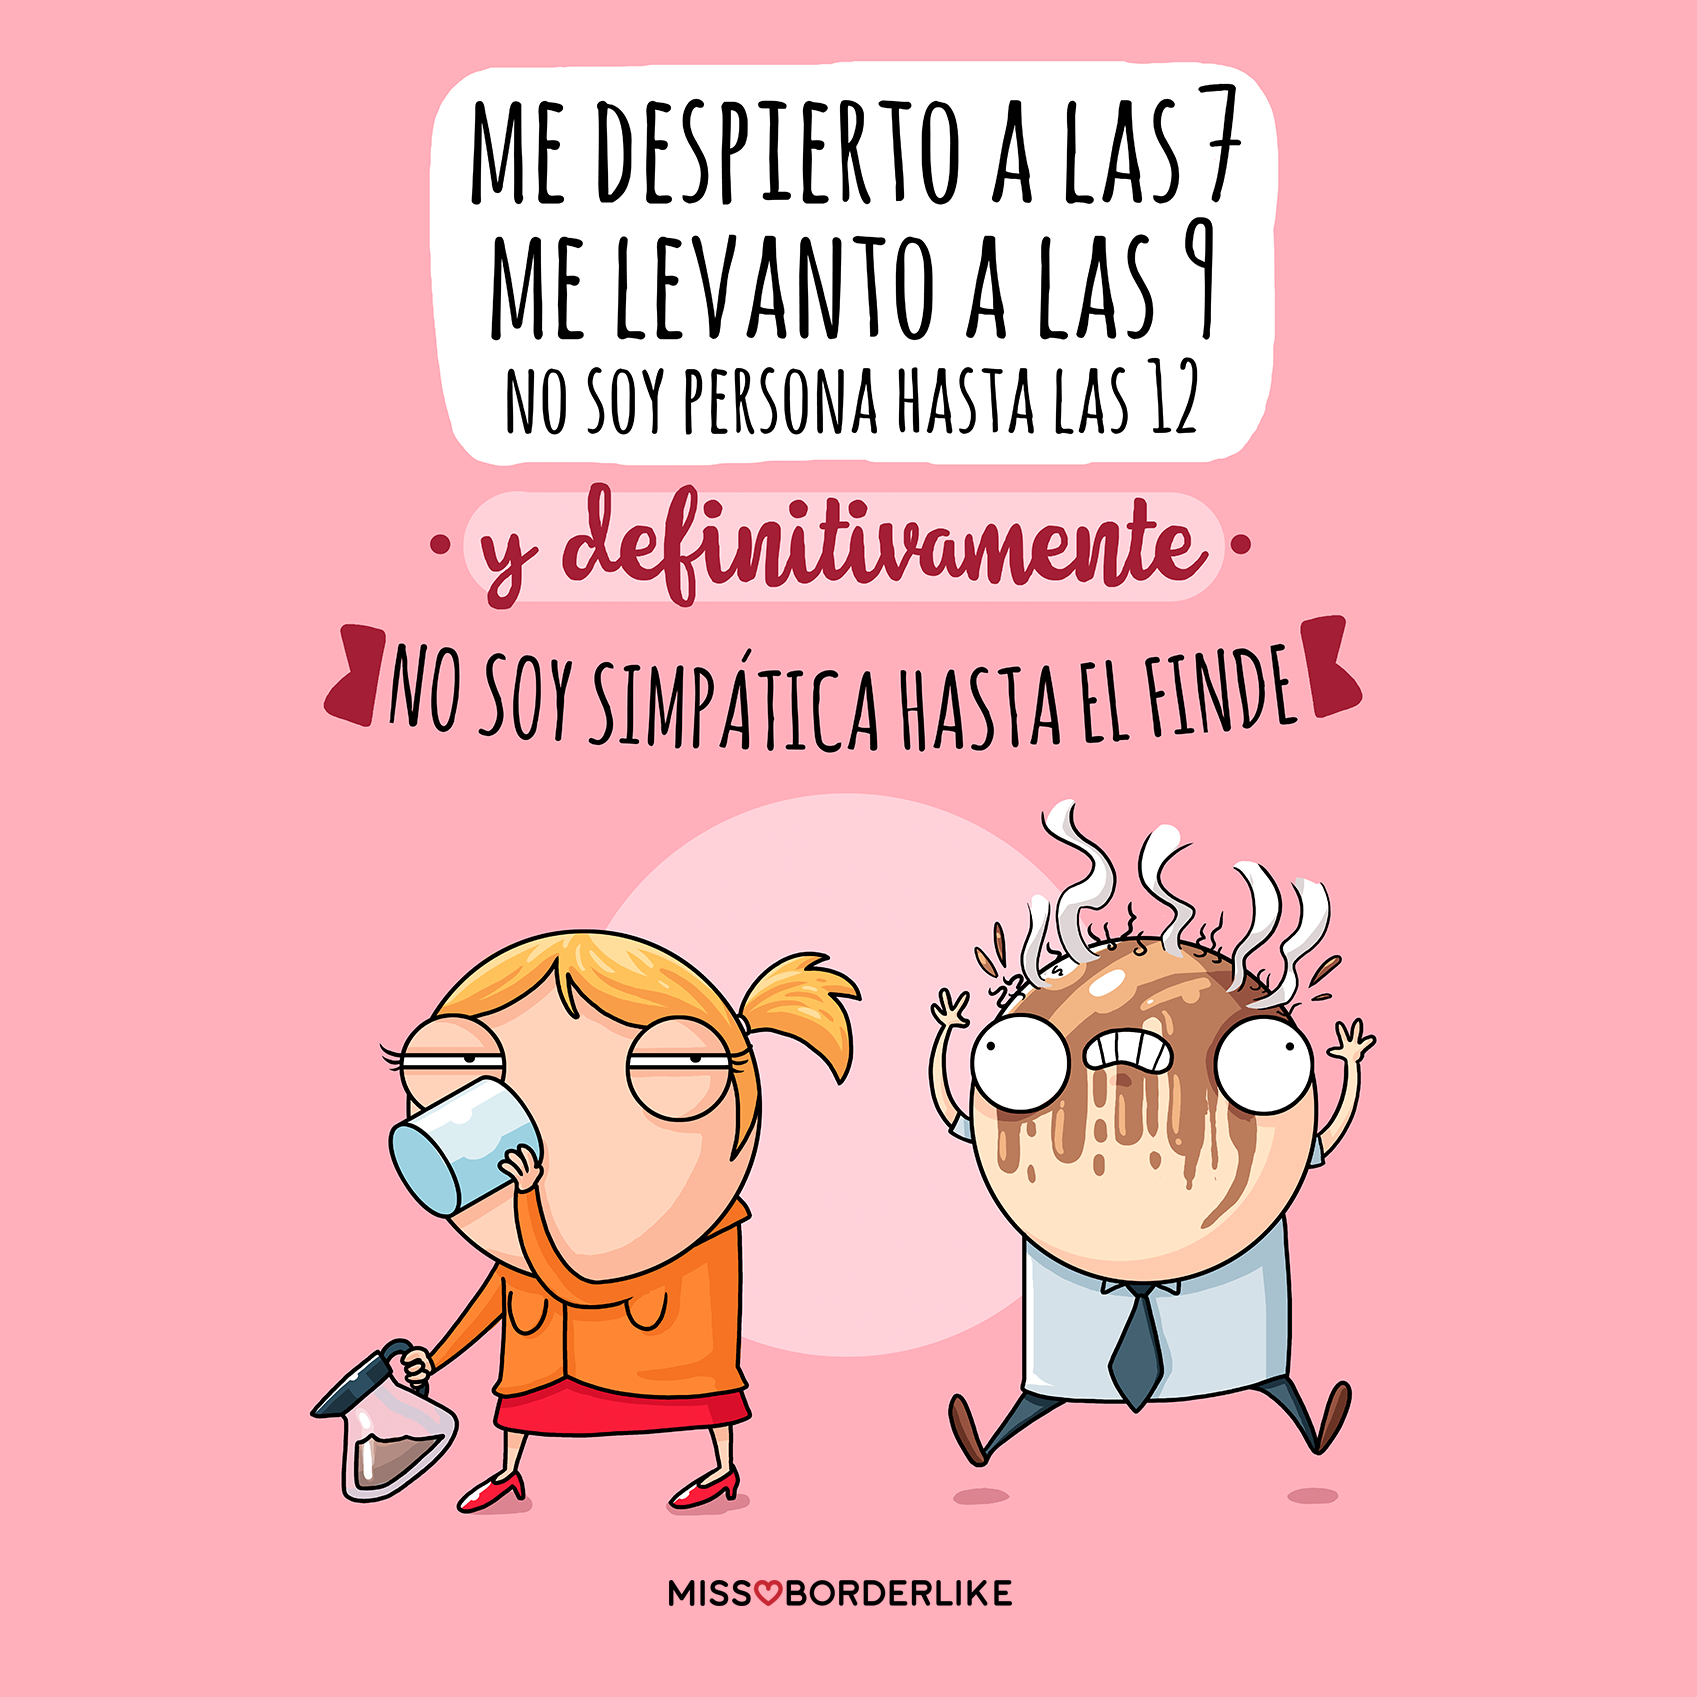 ME DESPIERTO A LAS 7
ME LEVANTO A LAS 9
NO SOY PERSONA HASTA LAS 12
• y definitivamente •
NO SOY SIMPÁTICA HASTA EL FINDE
MISS BORDERLIKE